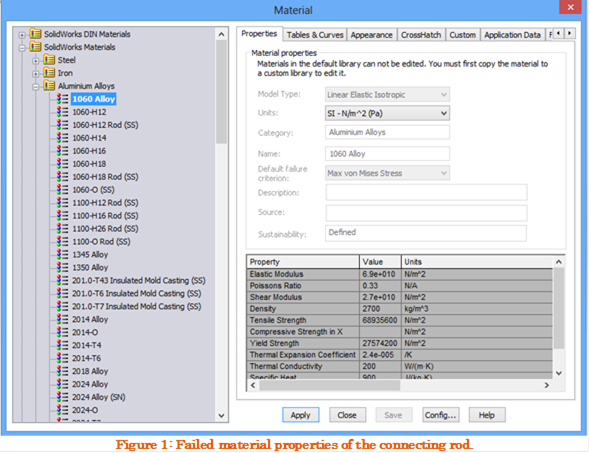 Material
SolidWorks DIN Materials
SolidWorks Materials
Steel
Iron
Aluminium Alloys
1060 Alloy
1060-H12
1060-H12 Rod (SS)
1060-H14
1060-H16
1060-H18
1060-H18 Rod (SS)
1060-O (SS)
1100-H12 Rod (SS)
1100-H16 Rod (SS)
1100-H26 Rod (SS)
1100-O Rod (SS)
1345 Alloy
1350 Alloy
201.0-T43 Insulated Mold Casting (SS)
201.0-T6 Insulated Mold Casting (SS)
201.0-T7 Insulated Mold Casting (SS)
2014 Alloy
2014-O
2014-T4
2014-T6
2018 Alloy
2024 Alloy
2024 Alloy (SN)
2024-O
Properties Tables & Curves Appearance CrossHatch Custom Application Data
Material properties
Materials in the default library can not be edited. You must first copy the material to
a custom library to edit it.
Model Type: Linear Elastic Isotropic
Units: SI - N/m^2 (Pa)
Category: Aluminium Alloys
Name: 1060 Alloy
Default failure
criterion: Max von Mises Stress
Description:
Source:
Sustainability: Defined
Property Value Units
Elastic Modulus 6.9e+010 N/m^2
Poissons Ratio 0.33 N/A
Shear Modulus 2.7e+010 N/m^2
Density 2700 kg/m^3
Tensile Strength 68935600 N/m^2
Compressive Strength in X N/m^2
Yield Strength 27574200 N/m^2
Thermal Expansion Coefficient 2.4e-005 /K
Thermal Conductivity 200 W/(m·K)
Specific Heat 900 J/(kg·K)
Apply Close Save Config... Help
Figure 1: Failed material properties of the connecting rod.